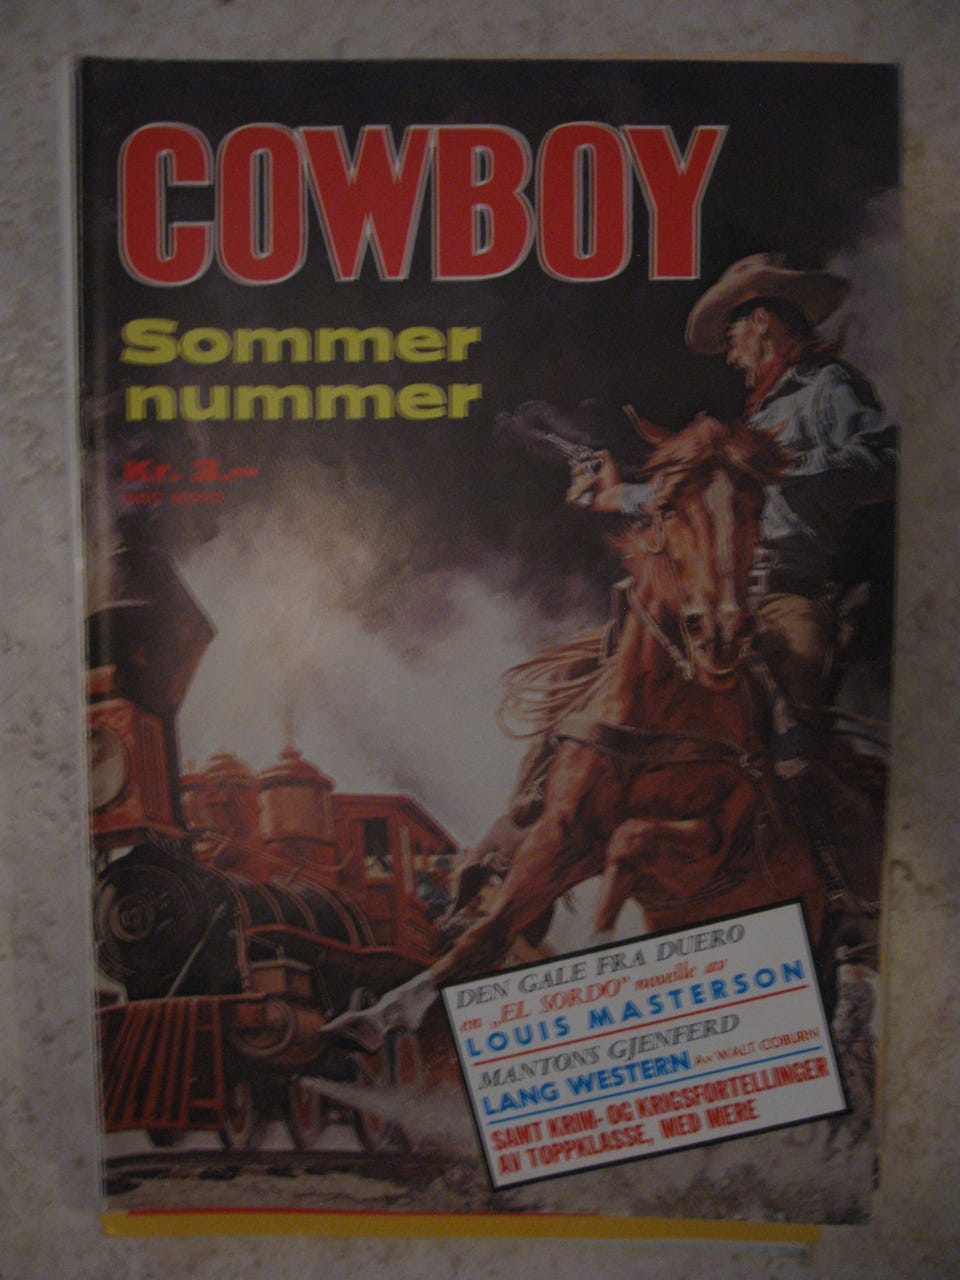 COWBOY
Sommer
nummer
Kr. 3.—
DEN GALE FRA DUERO
en „EL SORDO" novelle av
LOUIS MASTERSON
MANTONS GJENFERD
LANG WESTERN AV WALT COBURN
SAMT KRIM- OG KRIGSFORTELLINGER
AV TOPPKLASSE, MED MERE